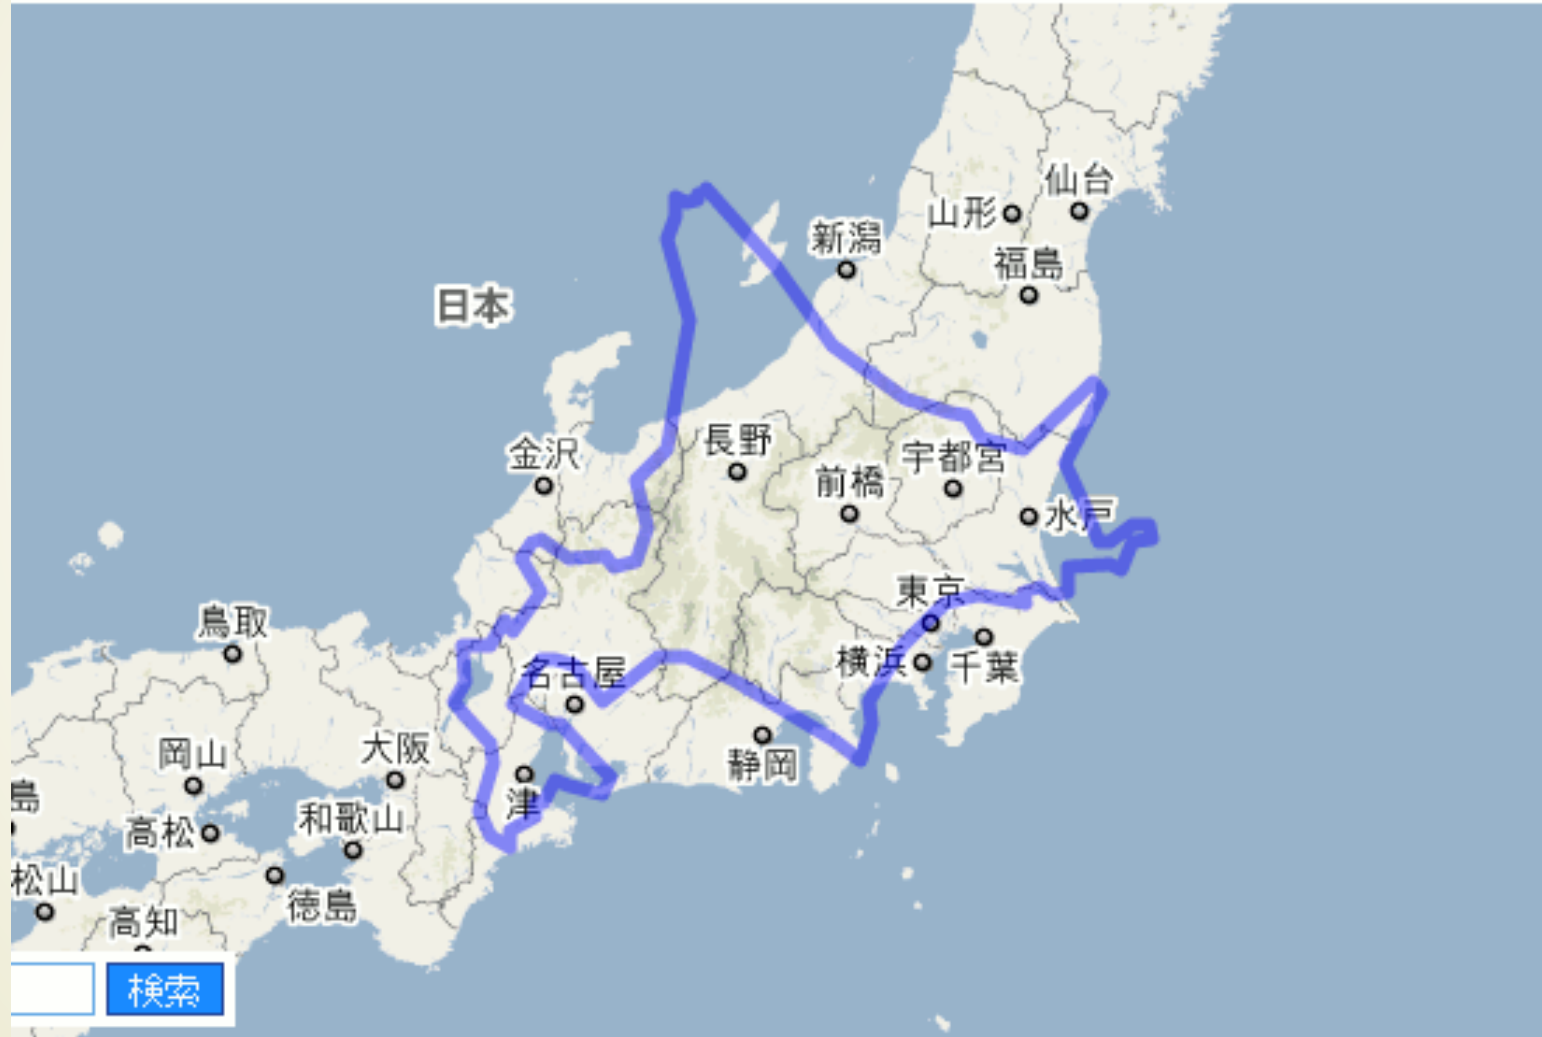 仙台
山形
新潟
福島
日本
長野
金沢
宇都宮
前橋
水戸
東京
鳥取
横浜
千葉
名古屋
静岡
大阪
岡山
島
津
和歌山
高松
松山
徳島
高知
検索